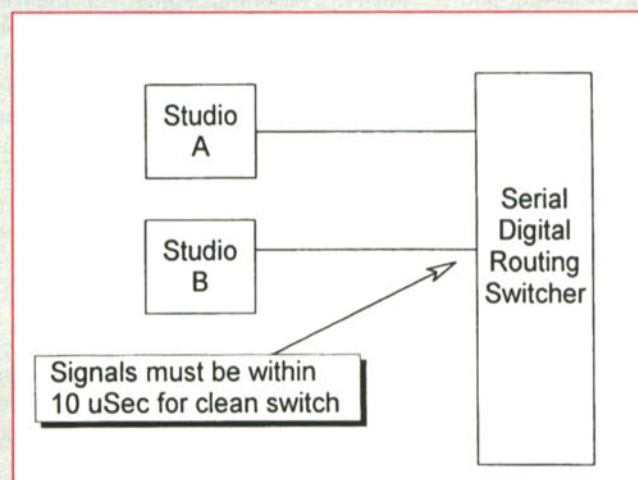 Studio
A
Studio
B
Serial
Digital
Routing
Switcher
Signals must be within
10 uSec for clean switch